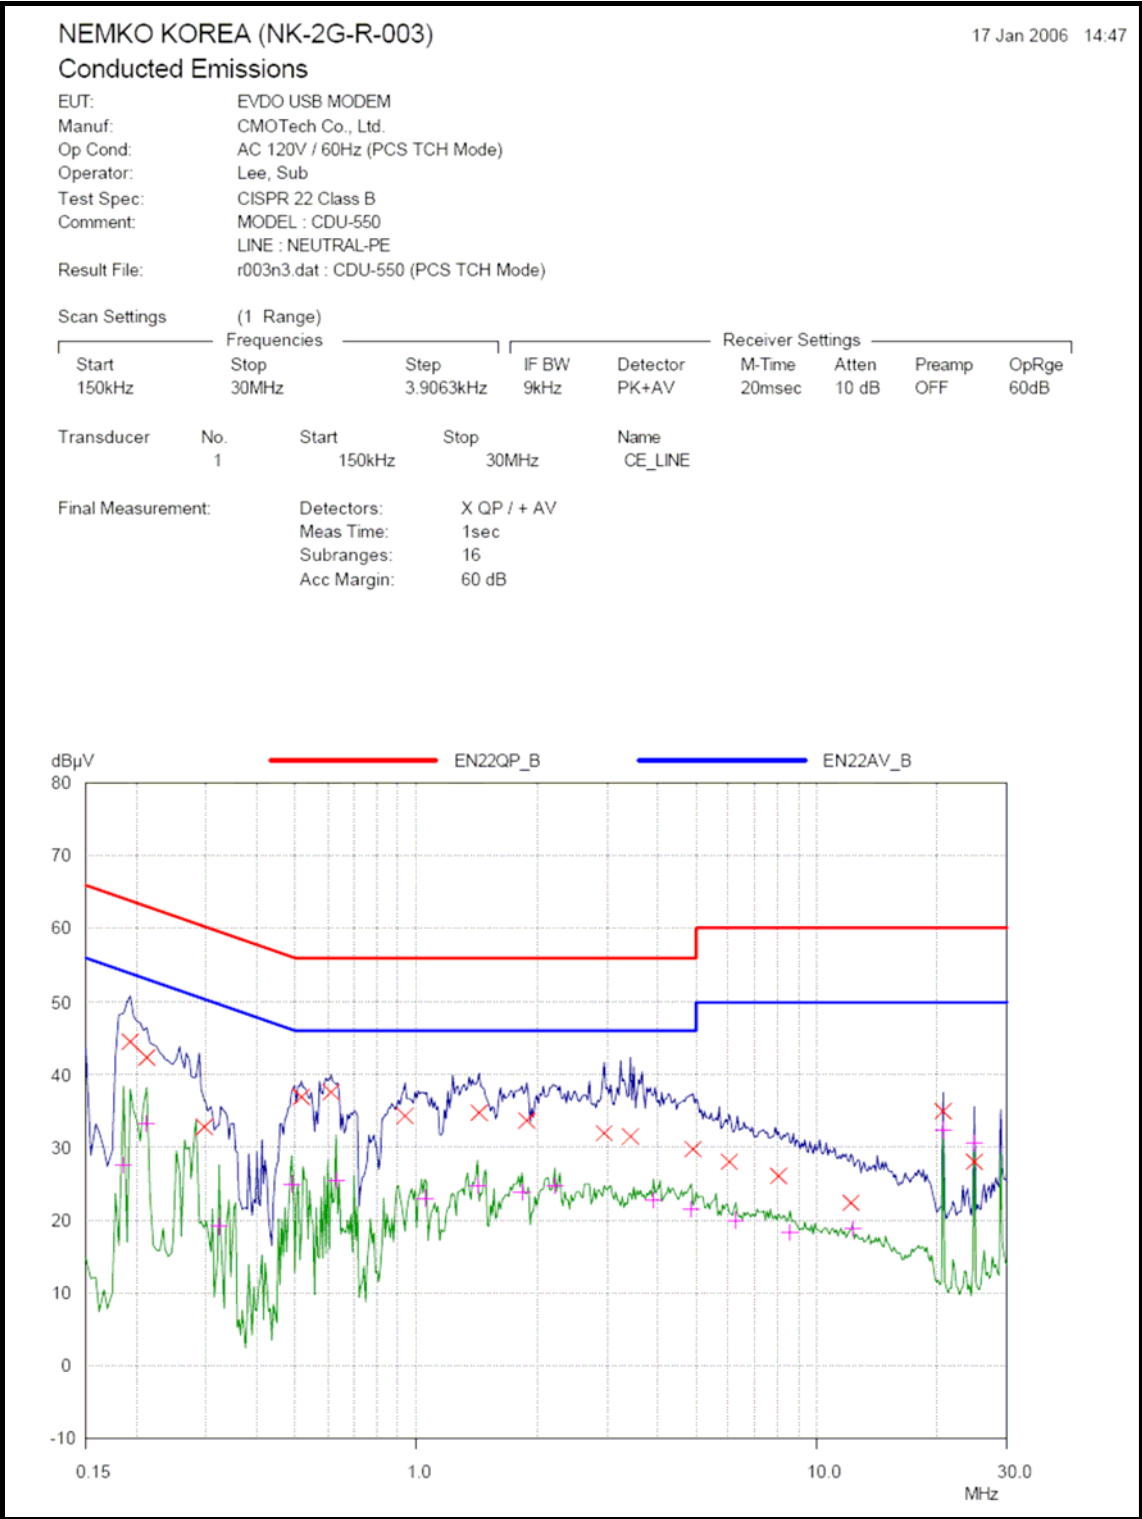 NEMKO KOREA (NK-2G-R-003) 17 Jan 2006 14:47
Conducted Emissions
EUT: EVDO USB MODEM
Manuf: CMOTech Co., Ltd.
Op Cond: AC 120V / 60Hz (PCS TCH Mode)
Operator: Lee, Sub
Test Spec: CISPR 22 Class B
Comment: MODEL : CDU-550
LINE : NEUTRAL-PE
Result File: r003n3.dat : CDU-550 (PCS TCH Mode)
Scan Settings (1 Range)
Frequencies Receiver Settings
Start Stop Step IF BW Detector M-Time Atten Preamp OpRge
150kHz 30MHz 3.9063kHz 9kHz PK+AV 20msec 10 dB OFF 60dB
Transducer No. Start Stop Name
1 150kHz 30MHz CE_LINE
Final Measurement: Detectors: X QP / + AV
Meas Time: 1sec
Subranges: 16
Acc Margin: 60 dB
dBµV EN22QP_B EN22AV_B
80
70
60
50
40
30
20
10
0
-10
0.15 1.0 10.0 30.0
MHz